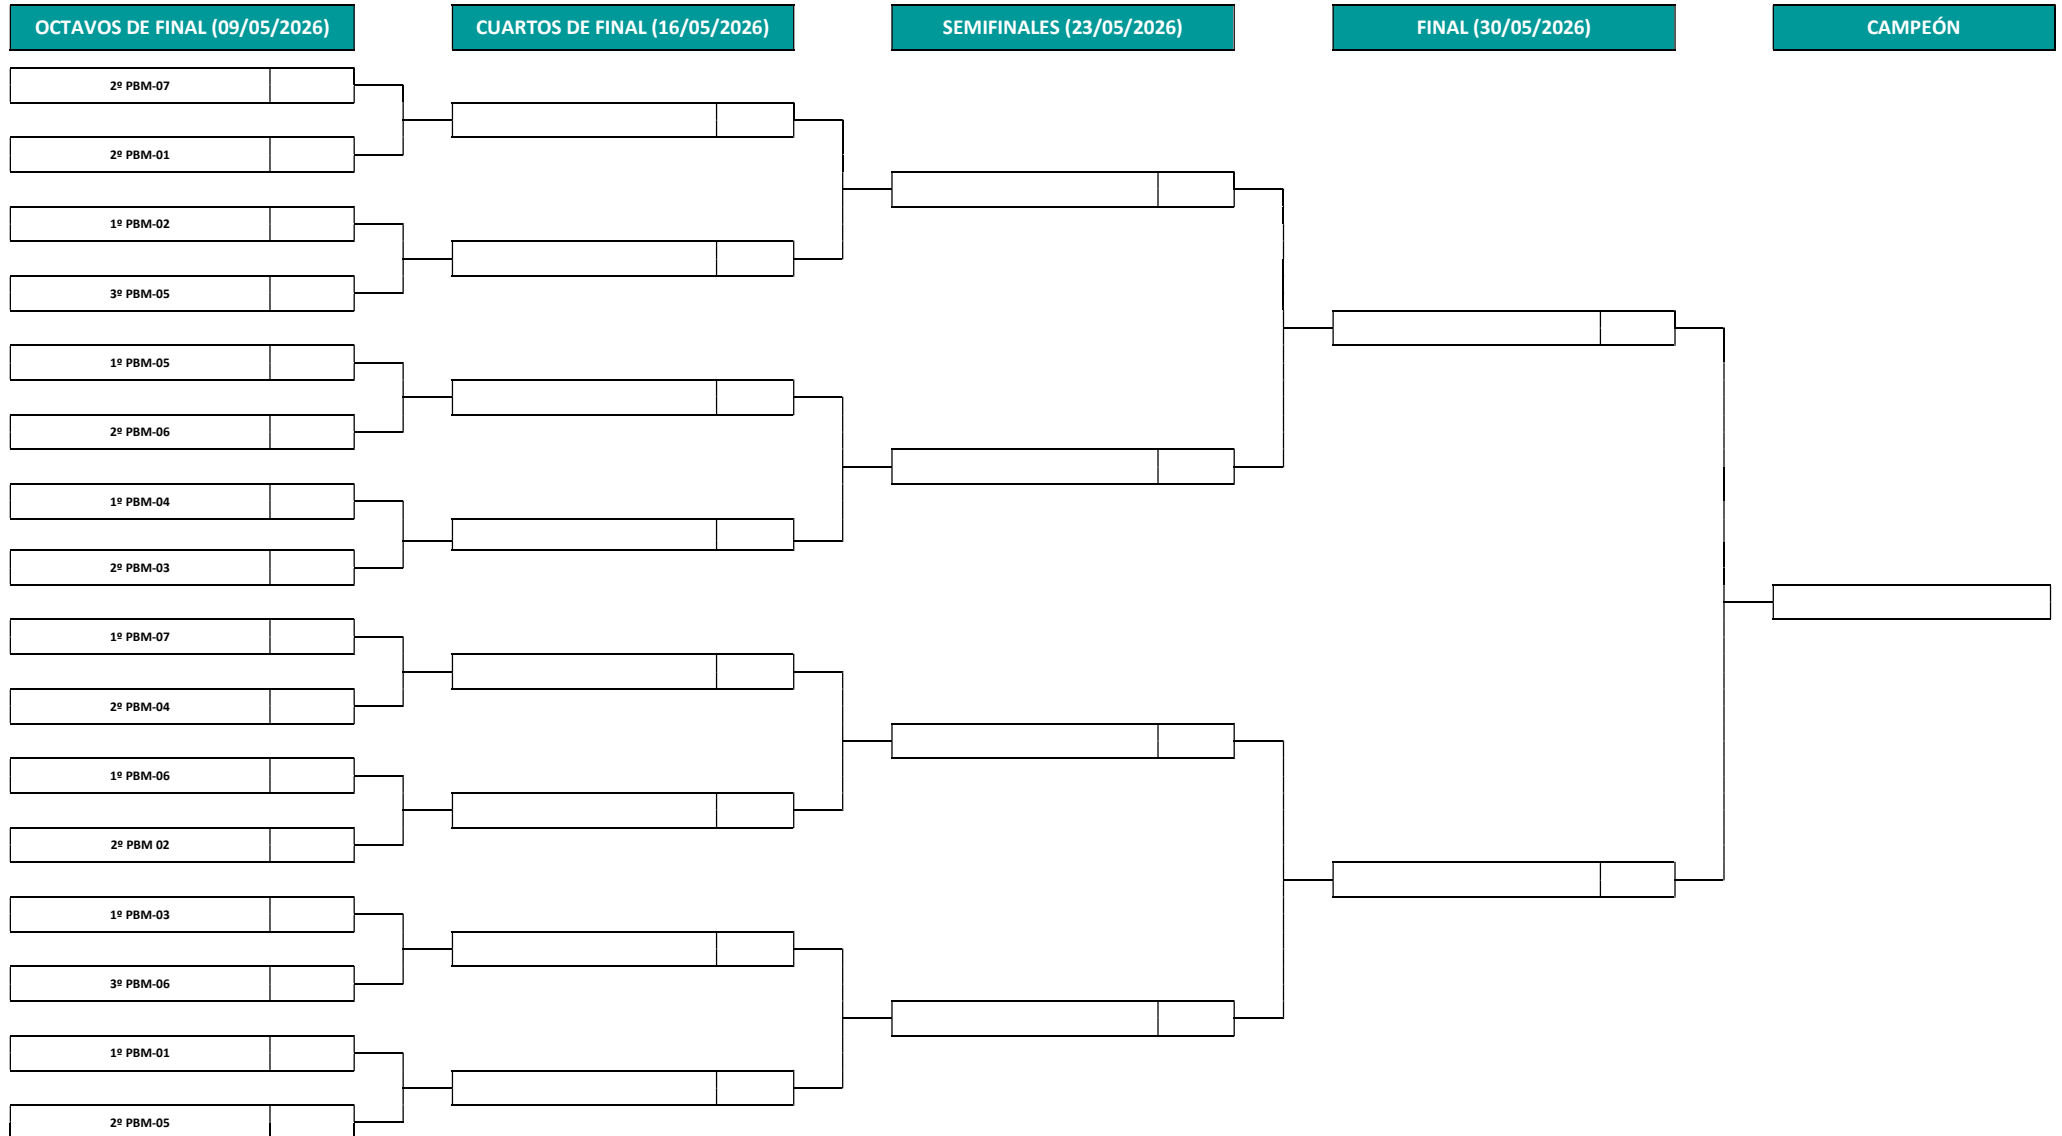 OCTAVOS DE FINAL (09/05/2026)
CUARTOS DE FINAL (16/05/2026)
SEMIFINALES (23/05/2026)
FINAL (30/05/2026)
CAMPEÓN
2º PBM-07
2º PBM-01
1º PBM-02
3º PBM-05
1º PBM-05
2º PBM-06
1º PBM-04
2º PBM-03
1º PBM-07
2º PBM-04
1º PBM-06
2º PBM 02
1º PBM-03
3º PBM-06
1º PBM-01
2º PBM-05